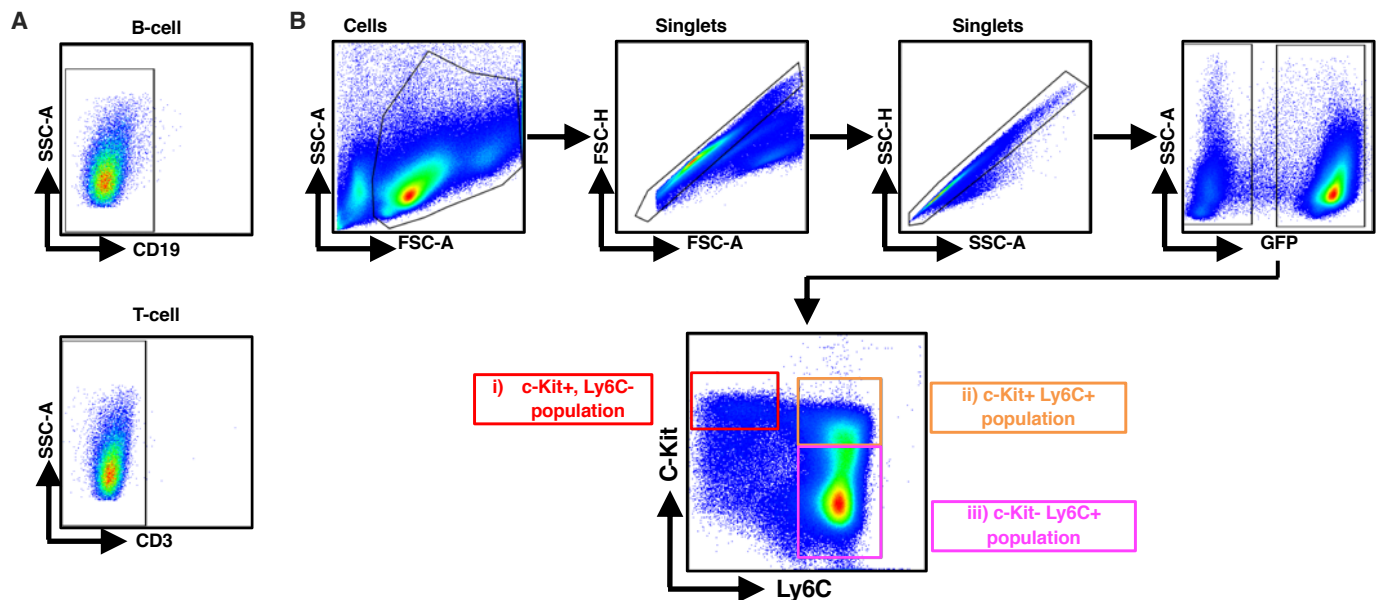 A
B-cell
SSC-A
CD19
T-cell
SSC-A
CD3
B
Cells
SSC-A
FSC-A
Singlets
FSC-H
FSC-A
Singlets
SSC-H
SSC-A
SSC-A
GFP
i) c-Kit+, Ly6C-
population
ii) c-Kit+ Ly6C+
population
iii) c-Kit- Ly6C+
population
C-Kit
Ly6C